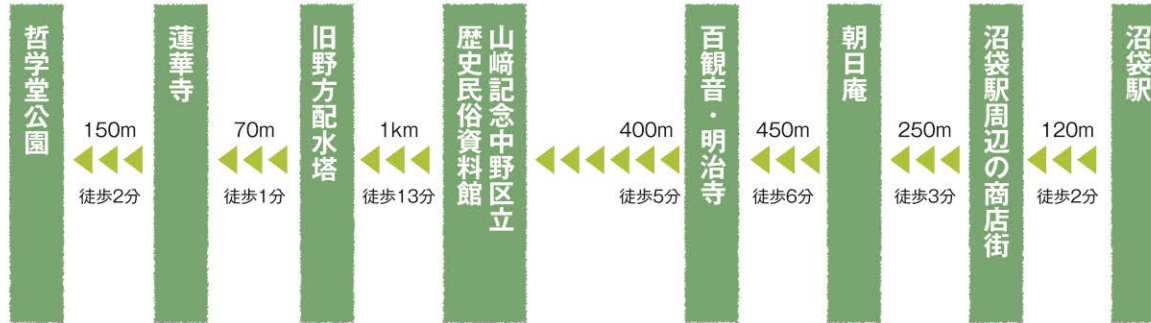 沼袋駅
120m
徒歩2分
沼袋駅周辺の商店街
250m
徒歩3分
朝日庵
450m
徒歩6分
百観音・明治寺
400m
徒歩5分
山﨑記念中野区立
歴史民俗資料館
1km
徒歩13分
旧野方配水塔
70m
徒歩1分
蓮華寺
150m
徒歩2分
哲学堂公園